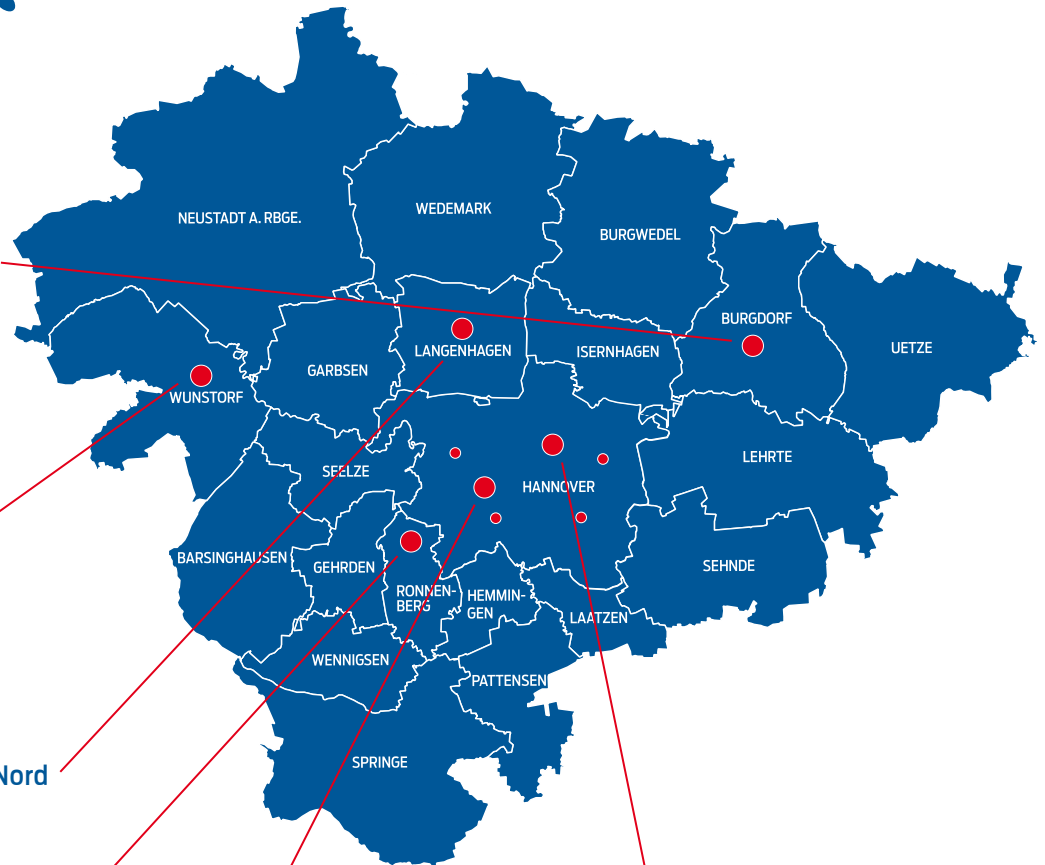 WEDEMARK
NEUSTADT A. RBGE.
BURGWEDEL
BURGDORF
LANGENHAGEN
ISERNHAGEN
UETZE
GARBSEN
WUNSTORF
LEHRTE
SEELZE
HANNOVER
BARSINGHAUSEN
GEHRDEN
SEHNDE
RONNEN-
BERG
HEMMIN-
GEN
LAATZEN
WENNIGSEN
PATTENSEN
SPRINGE
Nord